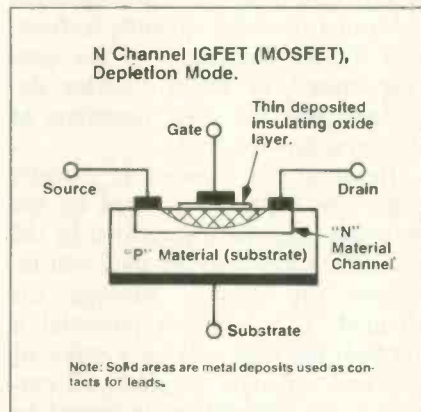 N Channel IGFET (MOSFET),
Depletion Mode.
Thin deposited
insulating oxide
layer.
Gate
Source
Drain
"N"
Material
Channel
"P" Material (substrate)
Substrate
Note: Solid areas are metal deposits used as con-
tacts for leads.